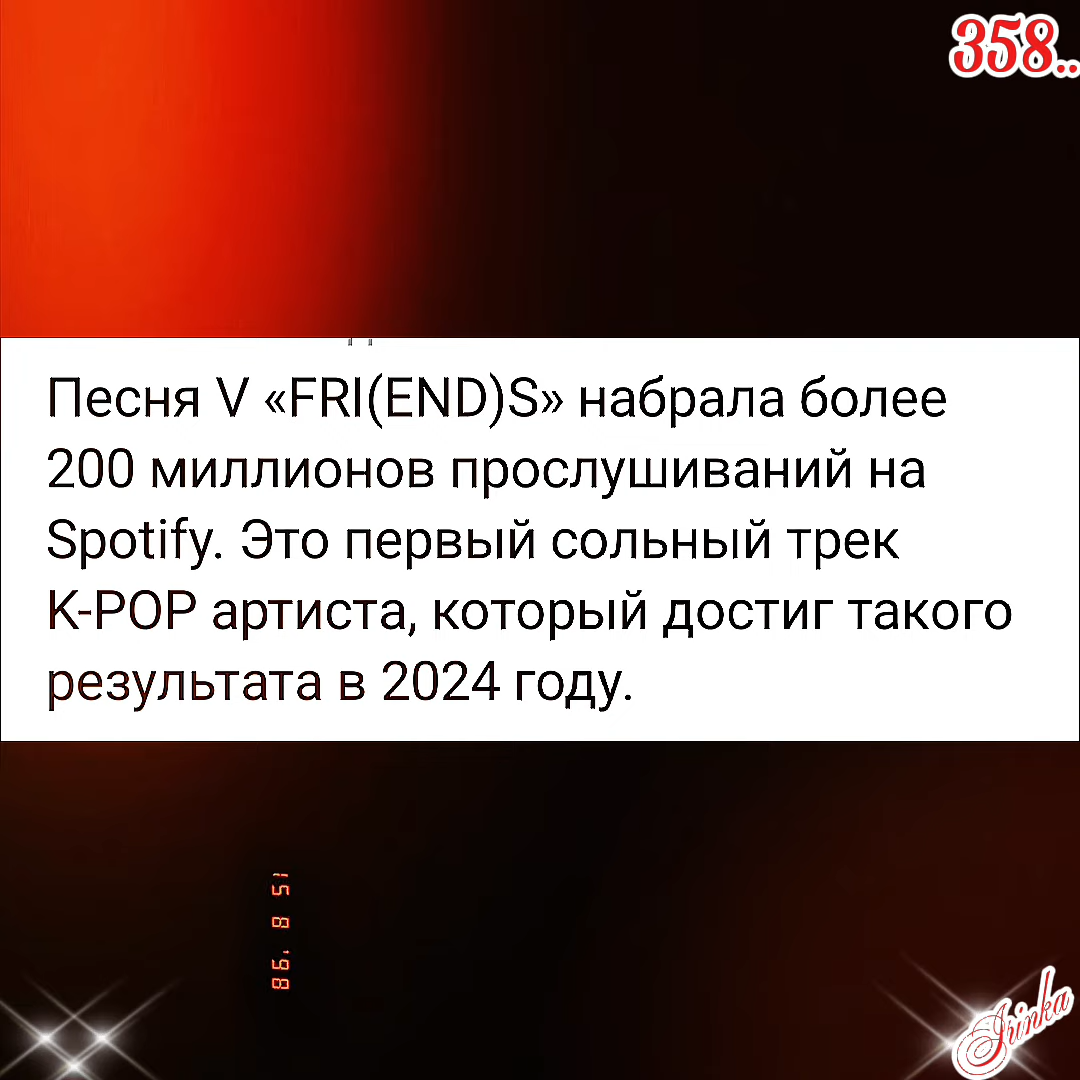 358..
Песня V «FRI(END)S» набрала более
200 миллионов прослушиваний на
Spotify. Это первый сольный трек
K-POP артиста, который достиг такого
результата в 2024 году.
Irinka